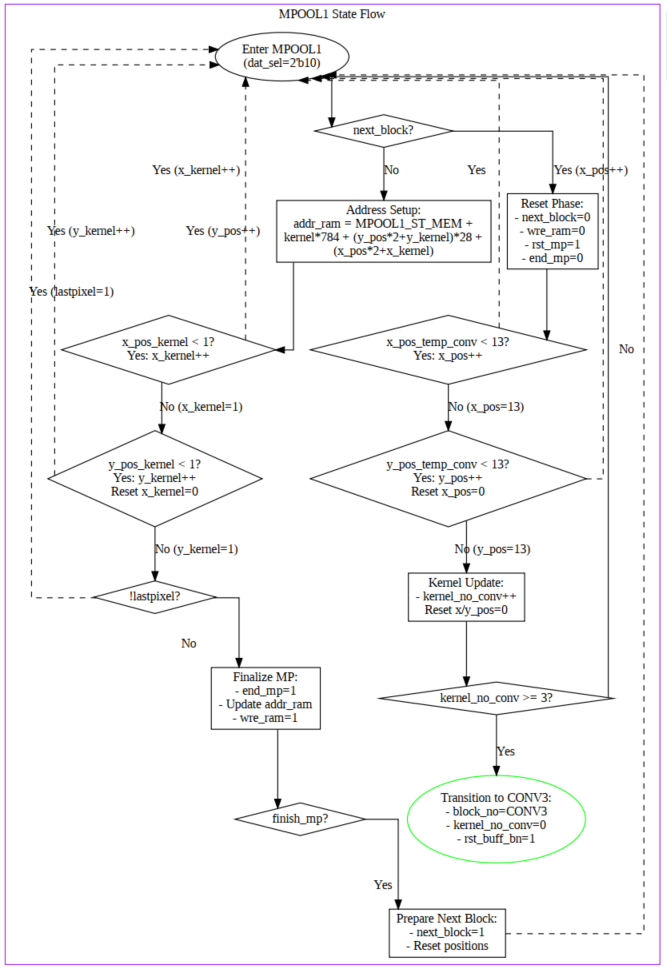 MPOOL1 State Flow
Enter MPOOL1
(dat_sel=2'b10)
next_block?
Yes (x_kernel++)
No
Yes
Yes (x_pos++)
Address Setup:
addr_ram = MPOOL1_ST_MEM +
kernel*784 + (y_pos*2+y_kernel)*28 +
(x_pos*2+x_kernel)
Reset Phase:
- next_block=0
- wre_ram=0
- rst_mp=1
- end_mp=0
Yes (y_kernel++)
Yes (y_pos++)
Yes (lastpixel=1)
x_pos_kernel < 1?
Yes: x_kernel++
x_pos_temp_conv < 13?
Yes: x_pos++
No
No (x_kernel=1)
No (x_pos=13)
y_pos_kernel < 1?
Yes: y_kernel++
Reset x_kernel=0
y_pos_temp_conv < 13?
Yes: y_pos++
Reset x_pos=0
No (y_kernel=1)
No (y_pos=13)
!lastpixel?
Kernel Update:
- kernel_no_conv++
Reset x/y_pos=0
No
Finalize MP:
- end_mp=1
- Update addr_ram
- wre_ram=1
kernel_no_conv >= 3?
Yes
finish_mp?
Transition to CONV3:
- block_no=CONV3
- kernel_no_conv=0
- rst_buff_bn=1
Yes
Prepare Next Block:
- next_block=1
- Reset positions